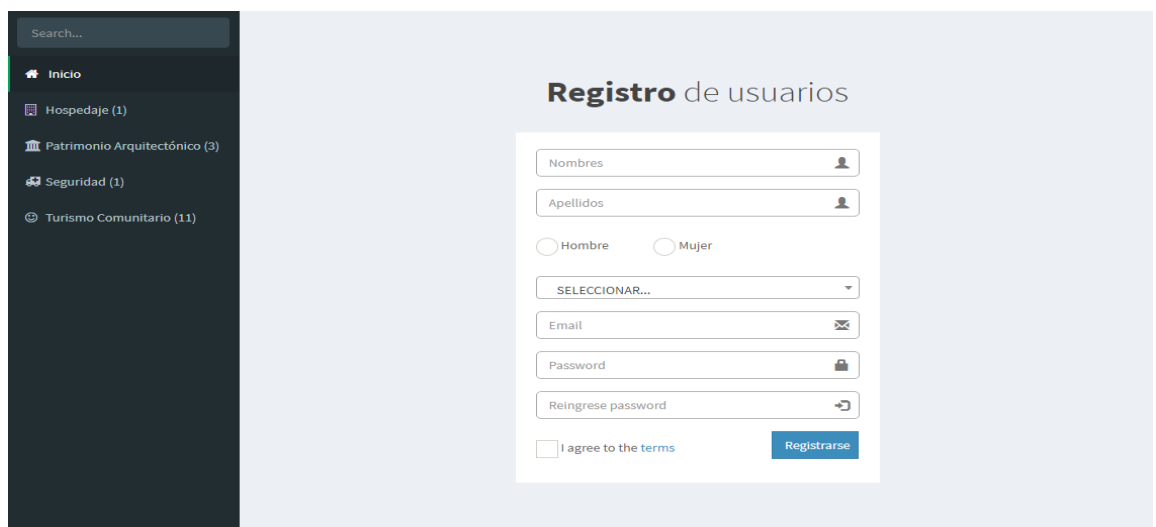 Search...
Inicio
Hospedaje (1)
Patrimonio Arquitectónico (3)
Seguridad (1)
Turismo Comunitario (11)
Registro de usuarios
Nombres
Apellidos
Hombre Mujer
SELECCIONAR...
Email
Password
Reingrese password
I agree to the terms Registrarse